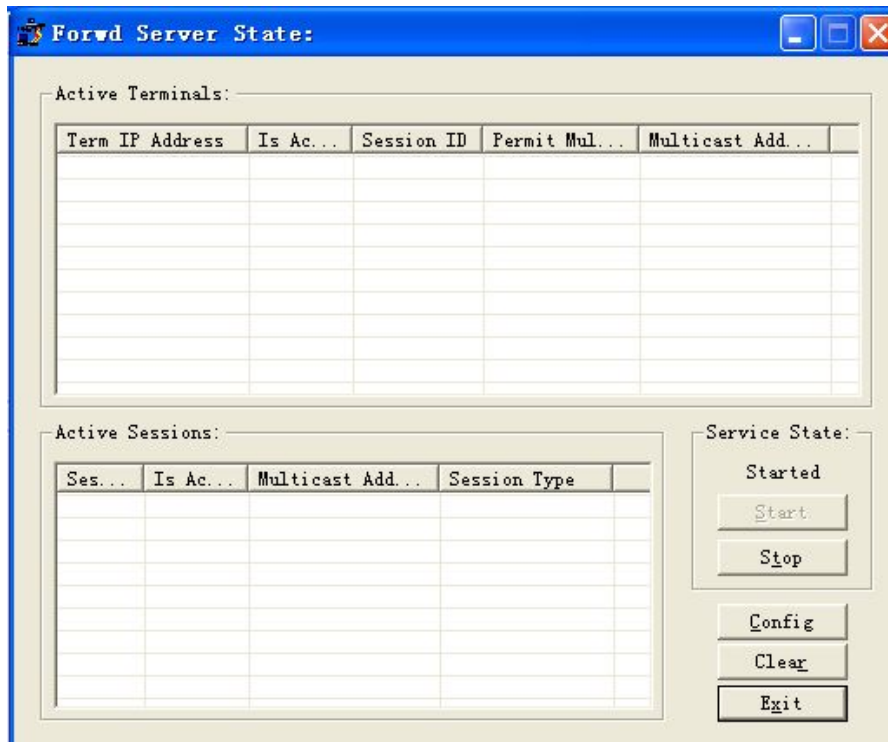 Forwd Server State:
Active Terminals:
Term IP Address Is Ac... Session ID Permit Mul... Multicast Add...
Active Sessions:
Ses... Is Ac... Multicast Add... Session Type
Service State:
Started
Start
Stop
Config
Clear
Exit